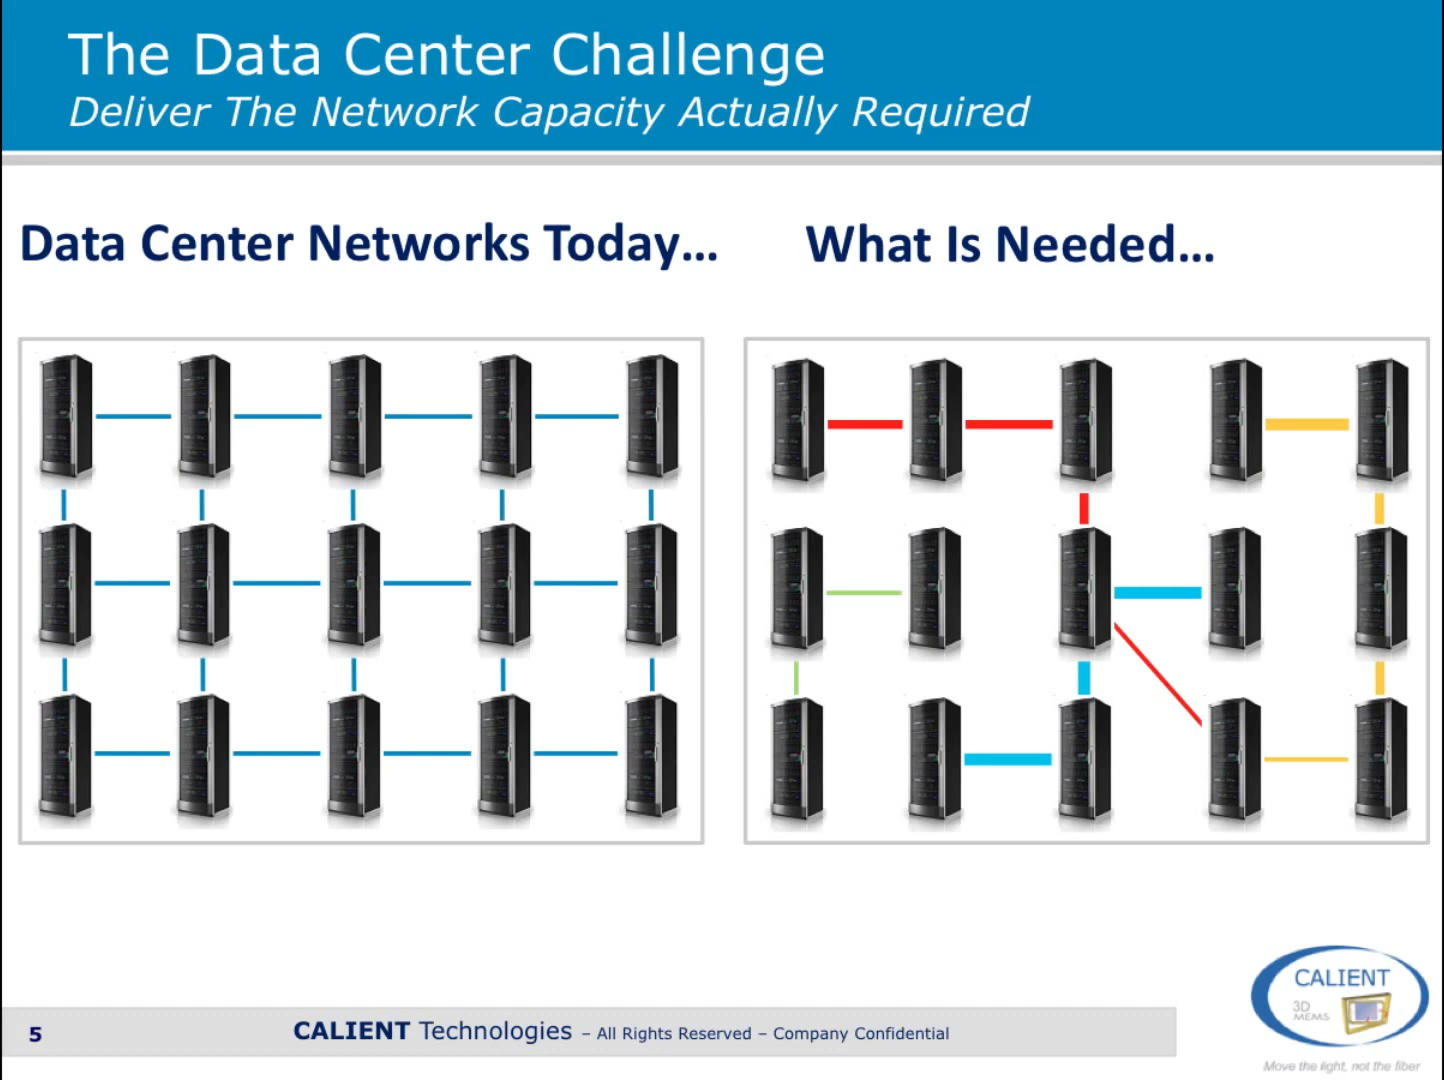 The Data Center Challenge
Deliver The Network Capacity Actually Required
Data Center Networks Today...
What Is Needed...
5
CALIENT Technologies – All Rights Reserved – Company Confidential
CALIENT
3D
MEMS
Move the light, not the fiber